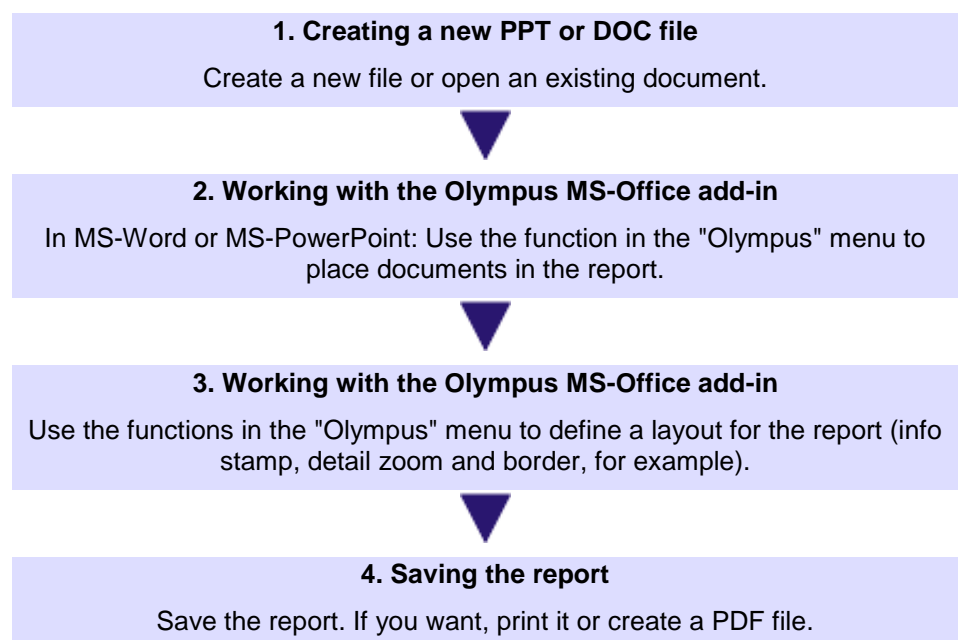 1. Creating a new PPT or DOC file
Create a new file or open an existing document.
2. Working with the Olympus MS-Office add-in
In MS-Word or MS-PowerPoint: Use the function in the "Olympus" menu to
place documents in the report.
3. Working with the Olympus MS-Office add-in
Use the functions in the "Olympus" menu to define a layout for the report (info
stamp, detail zoom and border, for example).
4. Saving the report
Save the report. If you want, print it or create a PDF file.